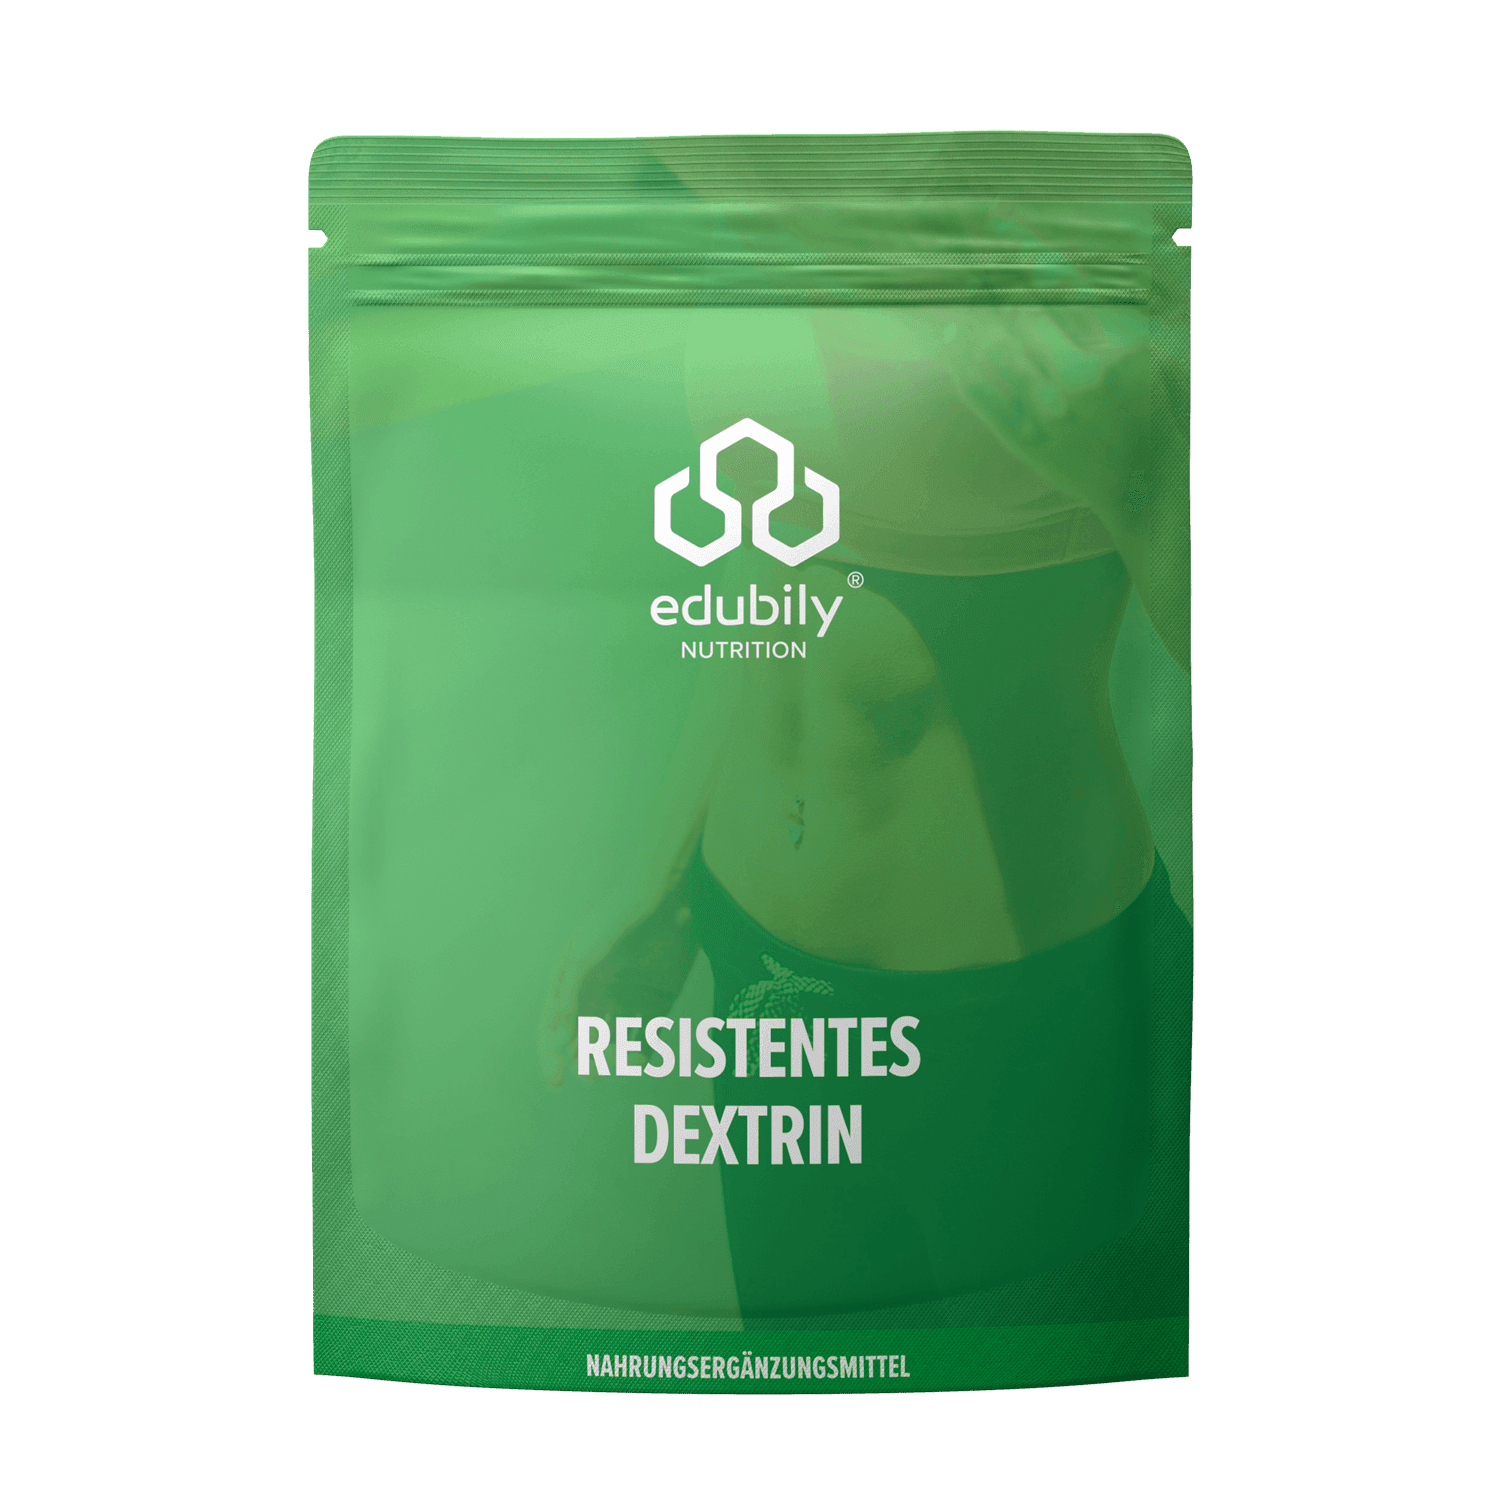 edubily®
NUTRITION
RESISTENTES
DEXTRIN
NAHRUNGSERGÄNZUNGSMITTEL